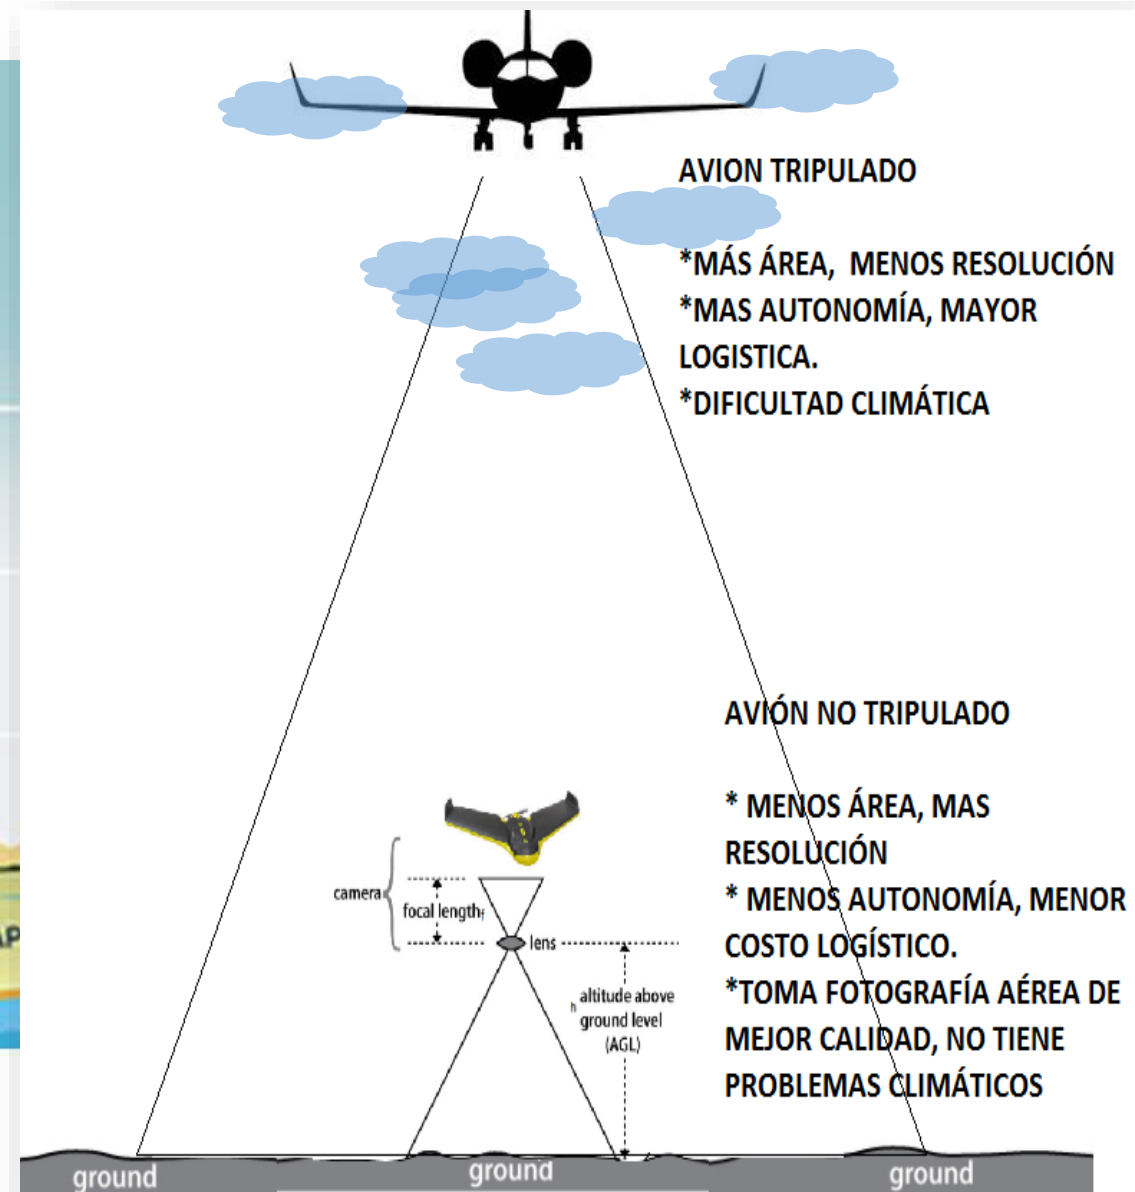 AVION TRIPULADO
*MÁS ÁREA, MENOS RESOLUCIÓN
*MAS AUTONOMÍA, MAYOR
LOGISTICA.
*DIFICULTAD CLIMÁTICA
AVIÓN NO TRIPULADO
* MENOS ÁREA, MAS
RESOLUCIÓN
* MENOS AUTONOMÍA, MENOR
COSTO LOGÍSTICO.
*TOMA FOTOGRAFÍA AÉREA DE
MEJOR CALIDAD, NO TIENE
PROBLEMAS CLIMÁTICOS
camera
focal length f
lens
h altitude above
ground level
(AGL)
ground
ground
ground